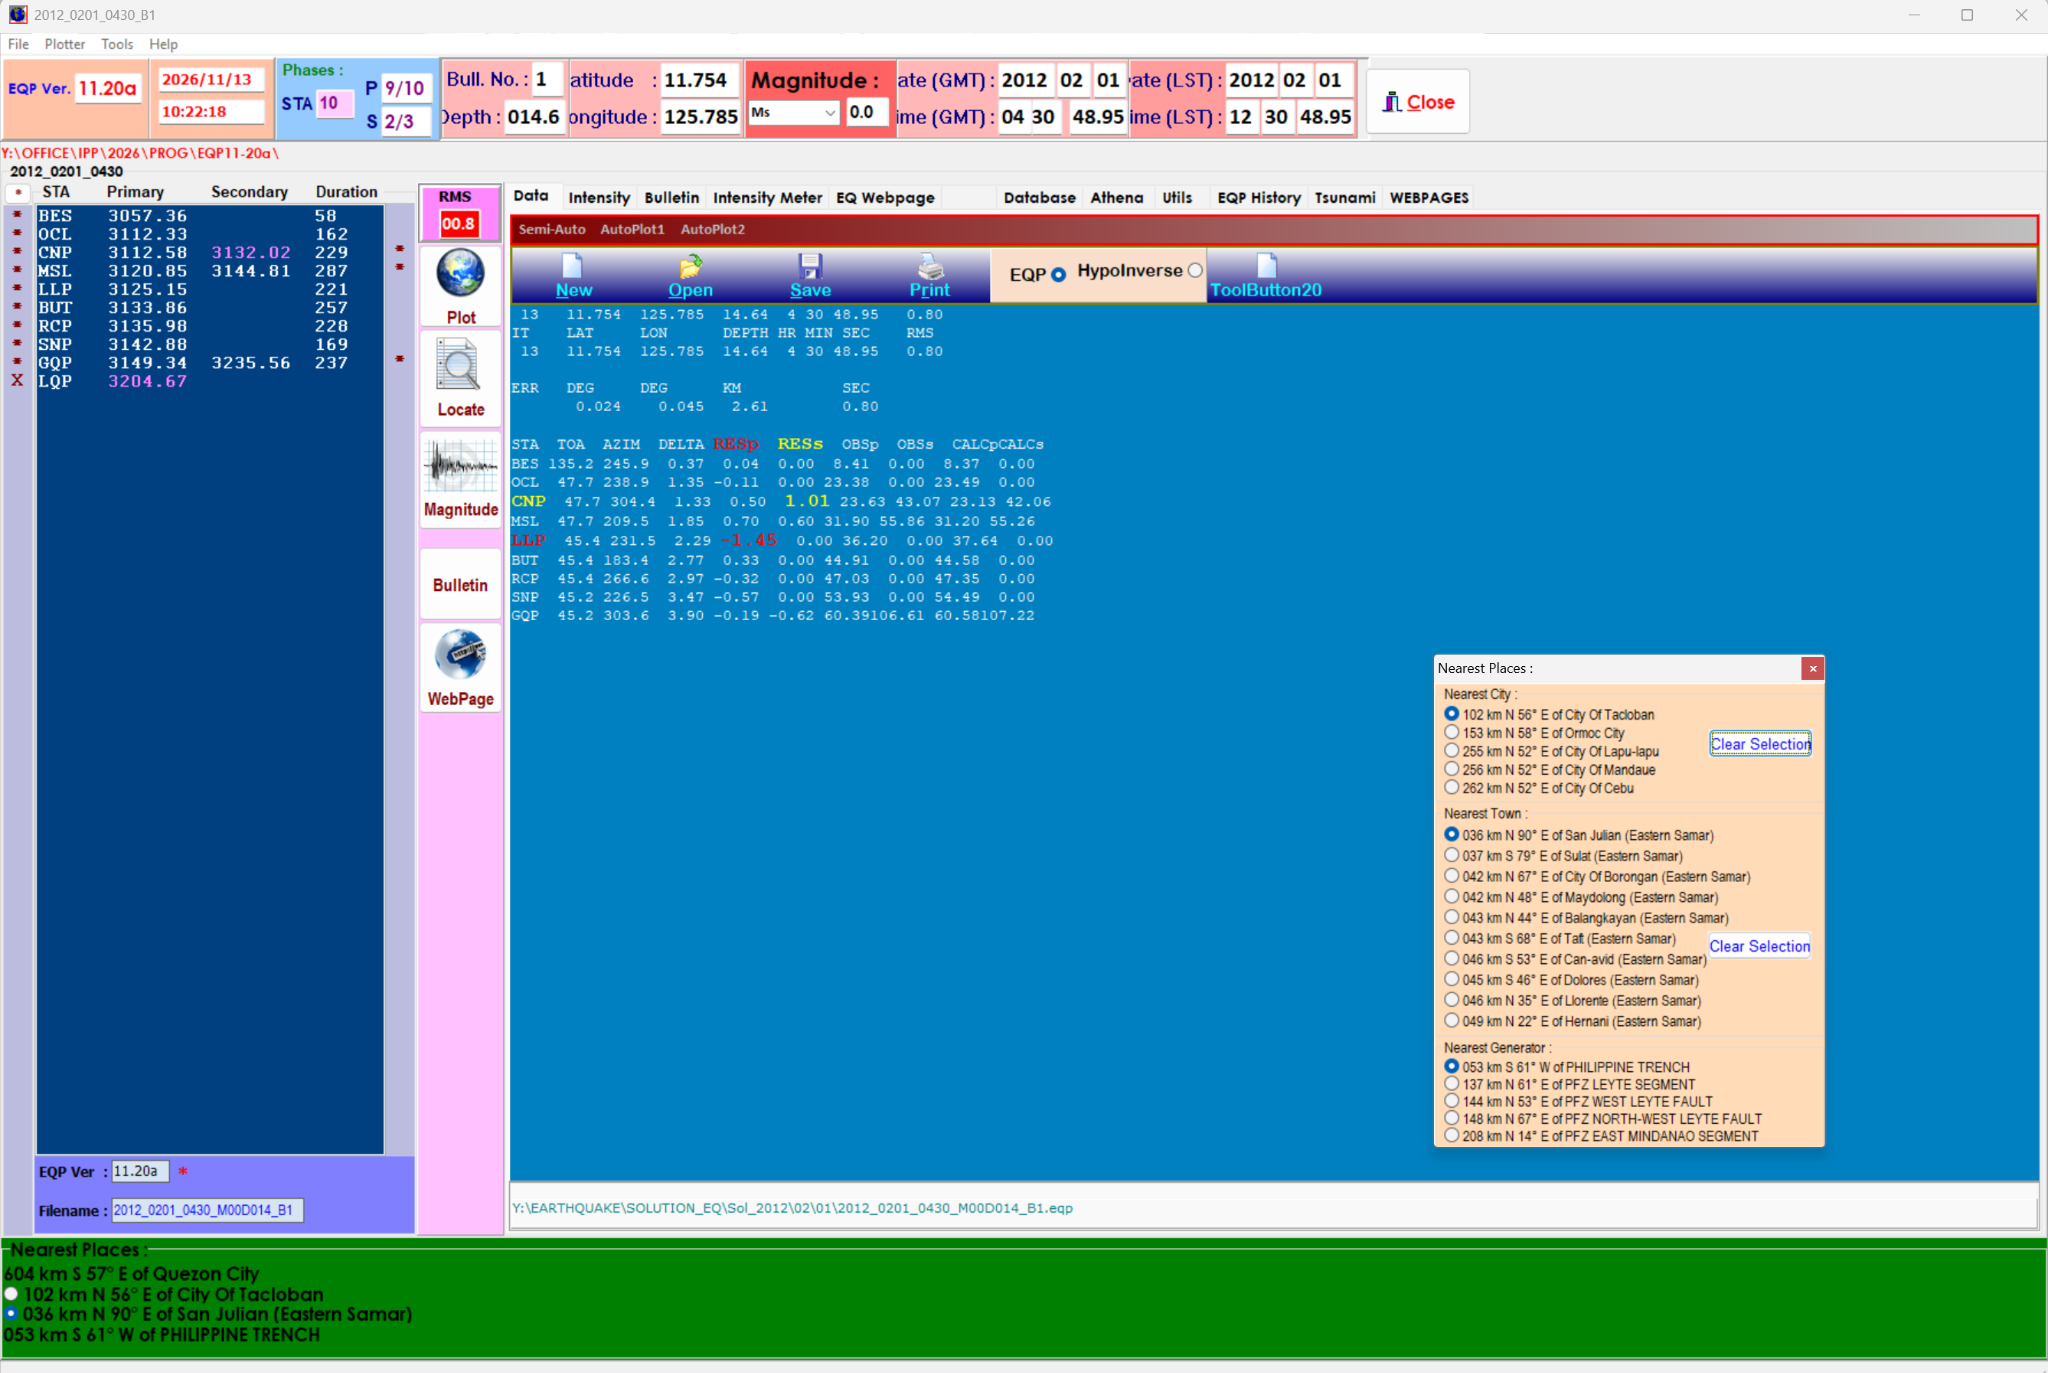 2012_0201_0430_B1
File Plotter Tools Help
EQP Ver. 11.20a
2026/11/13
10:22:18
Phases :
STA 10
P 9/10
S 2/3
Bull. No. : 1
Depth : 014.6
atitude : 11.754
ongitude : 125.785
Magnitude :
Ms 0.0
ate (GMT) : 2012 02 01
ime (GMT) : 04 30 48.95
ate (LST) : 2012 02 01
ime (LST) : 12 30 48.95
Close
Y:\OFFICE\IPP\2026\PROG\EQP11-20a\
2012_0201_0430
* STA Primary Secondary Duration
* BES 3057.36 58
* OCL 3112.33 162
* CNP 3112.58 3132.02 229 *
* MSL 3120.85 3144.81 287 *
* LLP 3125.15 221
* BUT 3133.86 257
* RCP 3135.98 228
* SNP 3142.88 169
* GQP 3149.34 3235.56 237 *
X LQP 3204.67
RMS
00.8
Plot
Locate
Magnitude
Bulletin
WebPage
Data Intensity Bulletin Intensity Meter EQ Webpage Database Athena Utils EQP History Tsunami WEBPAGES
Semi-Auto AutoPlot1 AutoPlot2
New Open Save Print EQP HypoInverse ToolButton20
13 11.754 125.785 14.64 4 30 48.95 0.80
IT LAT LON DEPTH HR MIN SEC RMS
13 11.754 125.785 14.64 4 30 48.95 0.80
ERR DEG DEG KM SEC
0.024 0.045 2.61 0.80
STA TOA AZIM DELTA RESp RESs OBSp OBSs CALCpCALCs
BES 135.2 245.9 0.37 0.04 0.00 8.41 0.00 8.37 0.00
OCL 47.7 238.9 1.35 -0.11 0.00 23.38 0.00 23.49 0.00
CNP 47.7 304.4 1.33 0.50 1.01 23.63 43.07 23.13 42.06
MSL 47.7 209.5 1.85 0.70 0.60 31.90 55.86 31.20 55.26
LLP 45.4 231.5 2.29 -1.45 0.00 36.20 0.00 37.64 0.00
BUT 45.4 183.4 2.77 0.33 0.00 44.91 0.00 44.58 0.00
RCP 45.4 266.6 2.97 -0.32 0.00 47.03 0.00 47.35 0.00
SNP 45.2 226.5 3.47 -0.57 0.00 53.93 0.00 54.49 0.00
GQP 45.2 303.6 3.90 -0.19 -0.62 60.39106.61 60.58107.22
Nearest Places :
Nearest City :
102 km N 56° E of City Of Tacloban
153 km N 58° E of Ormoc City
255 km N 52° E of City Of Lapu-lapu
256 km N 52° E of City Of Mandaue
262 km N 52° E of City Of Cebu
Clear Selection
Nearest Town :
036 km N 90° E of San Julian (Eastern Samar)
037 km S 79° E of Sulat (Eastern Samar)
042 km N 67° E of City Of Borongan (Eastern Samar)
042 km N 48° E of Maydolong (Eastern Samar)
043 km N 44° E of Balangkayan (Eastern Samar)
043 km S 68° E of Taft (Eastern Samar)
046 km S 53° E of Can-avid (Eastern Samar)
045 km S 46° E of Dolores (Eastern Samar)
046 km N 35° E of Llorente (Eastern Samar)
049 km N 22° E of Hernani (Eastern Samar)
Clear Selection
Nearest Generator :
053 km S 61° W of PHILIPPINE TRENCH
137 km N 61° E of PFZ LEYTE SEGMENT
144 km N 53° E of PFZ WEST LEYTE FAULT
148 km N 67° E of PFZ NORTH-WEST LEYTE FAULT
208 km N 14° E of PFZ EAST MINDANAO SEGMENT
EQP Ver : 11.20a *
Filename : 2012_0201_0430_M00D014_B1
Y:\EARTHQUAKE\SOLUTION_EQ\Sol_2012\02\01\2012_0201_0430_M00D014_B1.eqp
Nearest Places :
604 km S 57° E of Quezon City
102 km N 56° E of City Of Tacloban
036 km N 90° E of San Julian (Eastern Samar)
053 km S 61° W of PHILIPPINE TRENCH